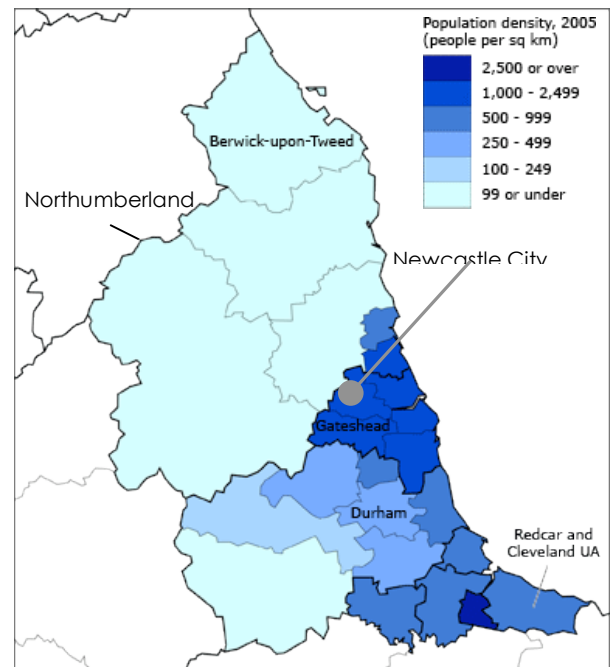 Population density, 2005
(people per sq km)
2,500 or over
1,000 - 2,499
500 - 999
250 - 499
100 - 249
99 or under
Berwick-upon-Tweed
Northumberland
Newcastle City
Gateshead
Durham
Redcar and
Cleveland UA